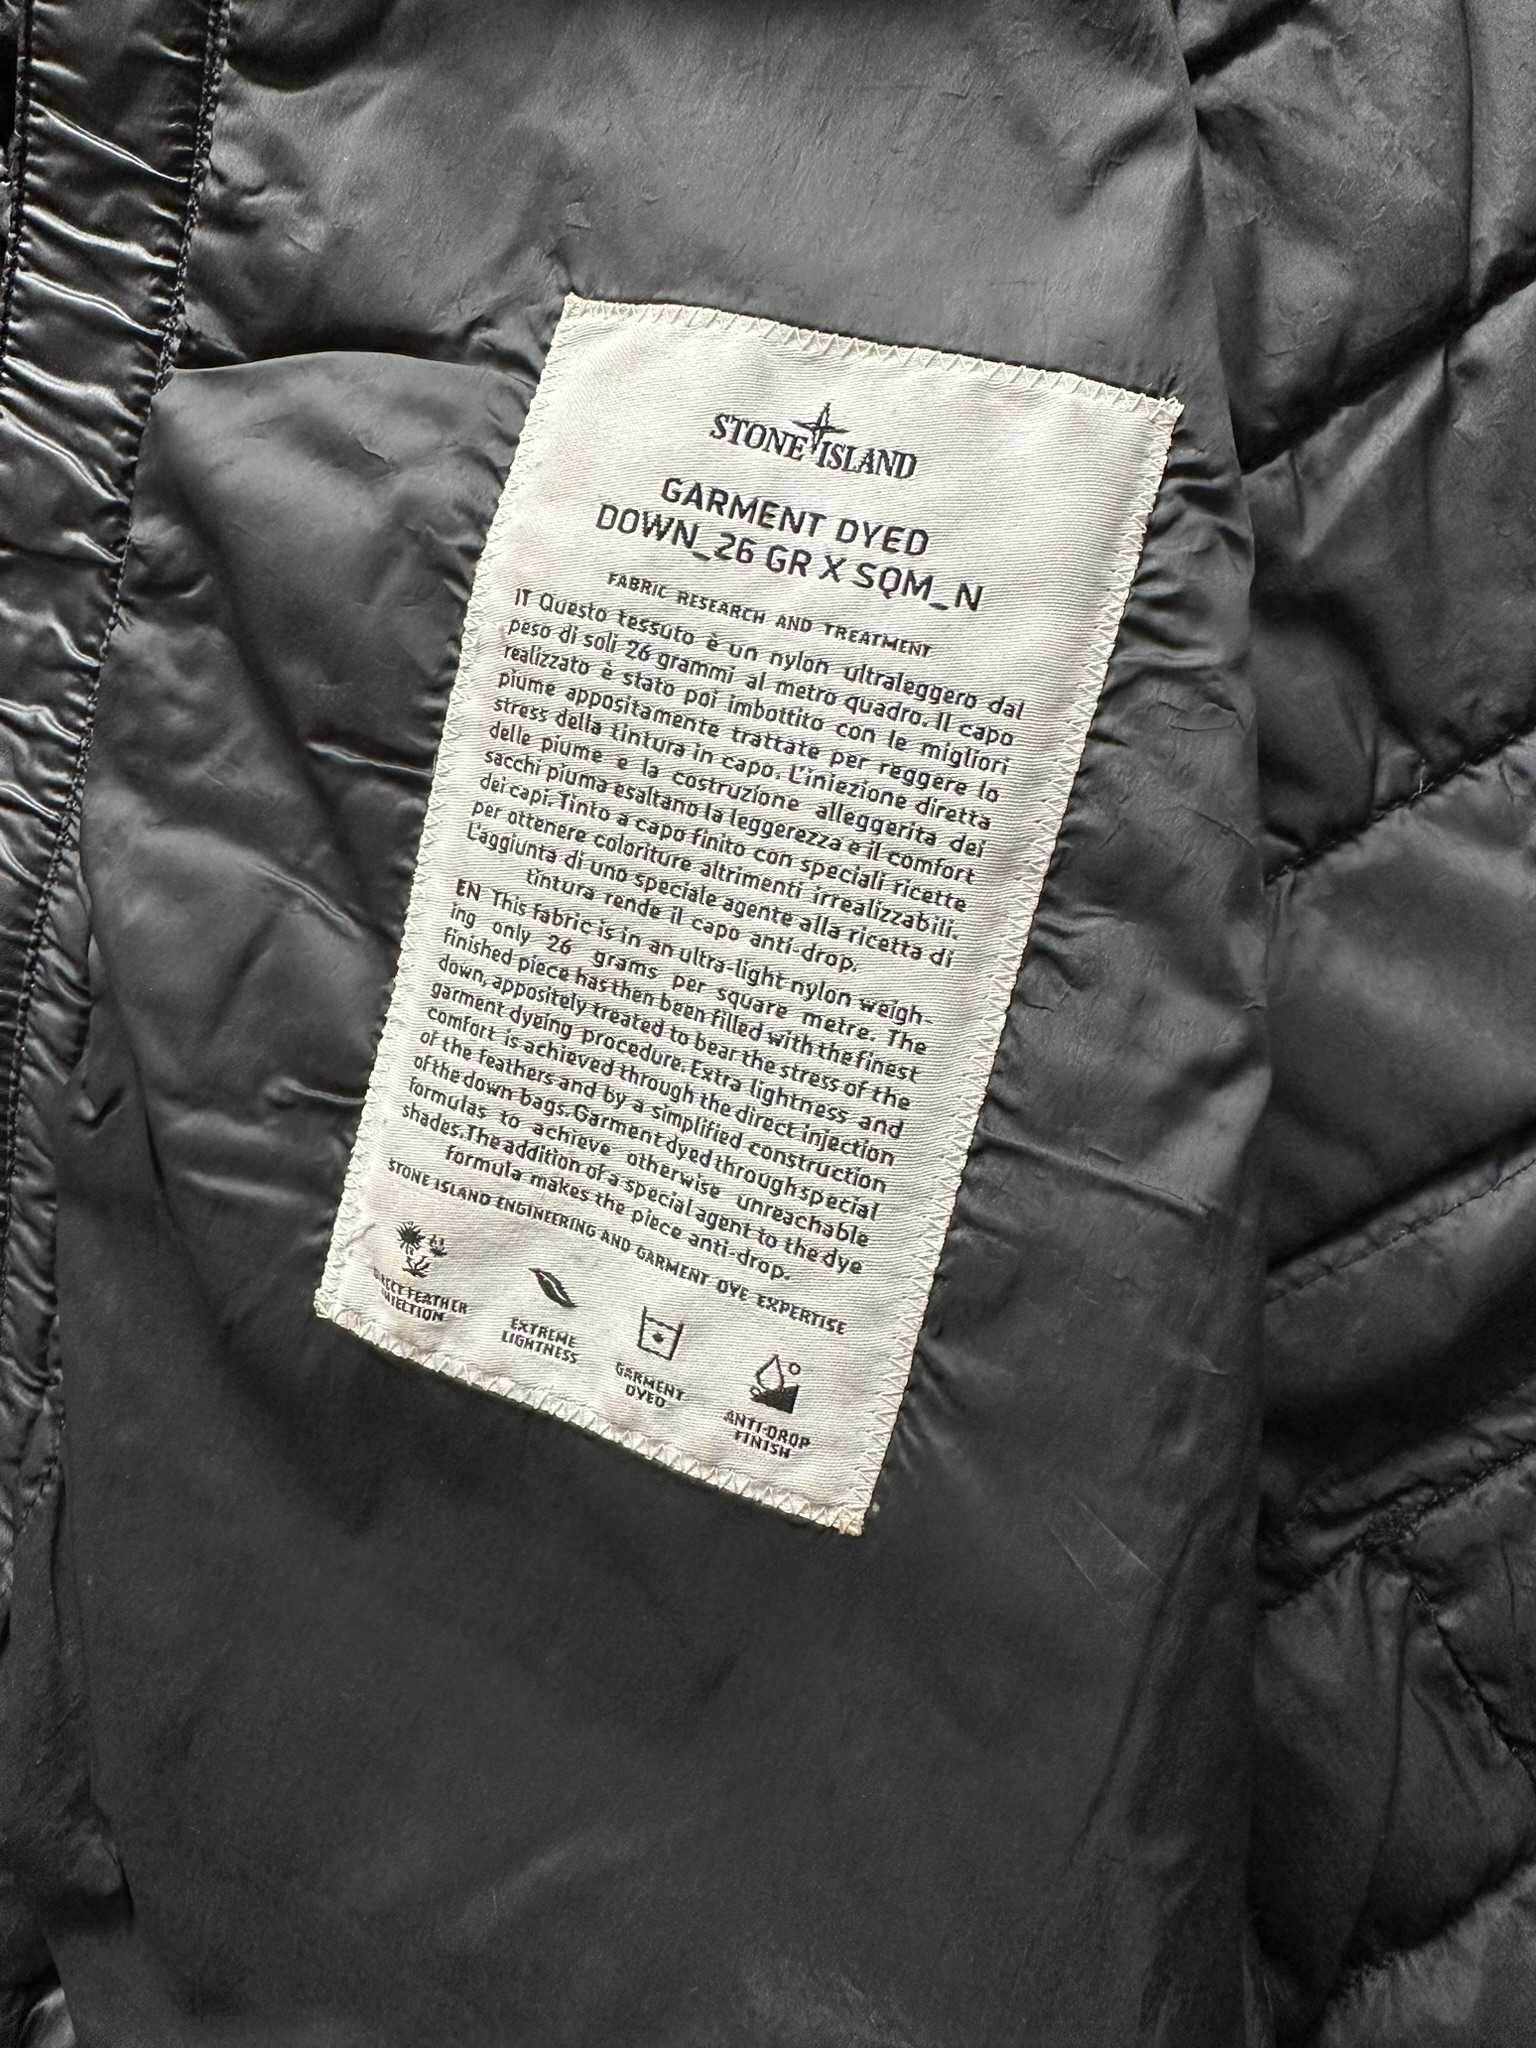 STONE ISLAND
GARMENT DYED
DOWN_26 GR X SQM_N
FABRIC RESEARCH AND TREATMENT
IT Questo tessuto è un nylon ultraleggero dal
peso di soli 26 grammi al metro quadro. Il capo
realizzato è stato poi imbottito con le migliori
piume appositamente trattate per reggere lo
stress della tintura in capo. L'iniezione diretta
delle piume e la costruzione alleggerita dei
sacchi piuma esaltano la leggerezza e il comfort
dei capi. Tinto a capo finito con speciali ricette
per ottenere coloriture altrimenti irrealizzabili.
L'aggiunta di uno speciale agente alla ricetta di
tintura rende il capo anti-drop.
EN This fabric is in an ultra-light nylon weigh-
ing only 26 grams per square metre. The
finished piece has then been filled with the finest
down, appositely treated to bear the stress of the
garment dyeing procedure. Extra lightness and
comfort is achieved through the direct injection
of the feathers and by a simplified construction
of the down bags. Garment dyed through special
formulas to achieve otherwise unreachable
shades. The addition of a special agent to the dye
formula makes the piece anti-drop.
STONE ISLAND ENGINEERING AND GARMENT DYE EXPERTISE
DIRECT FEATHER
INJECTION
EXTREME
LIGHTNESS
GARMENT
DYED
ANTI-DROP
FINISH